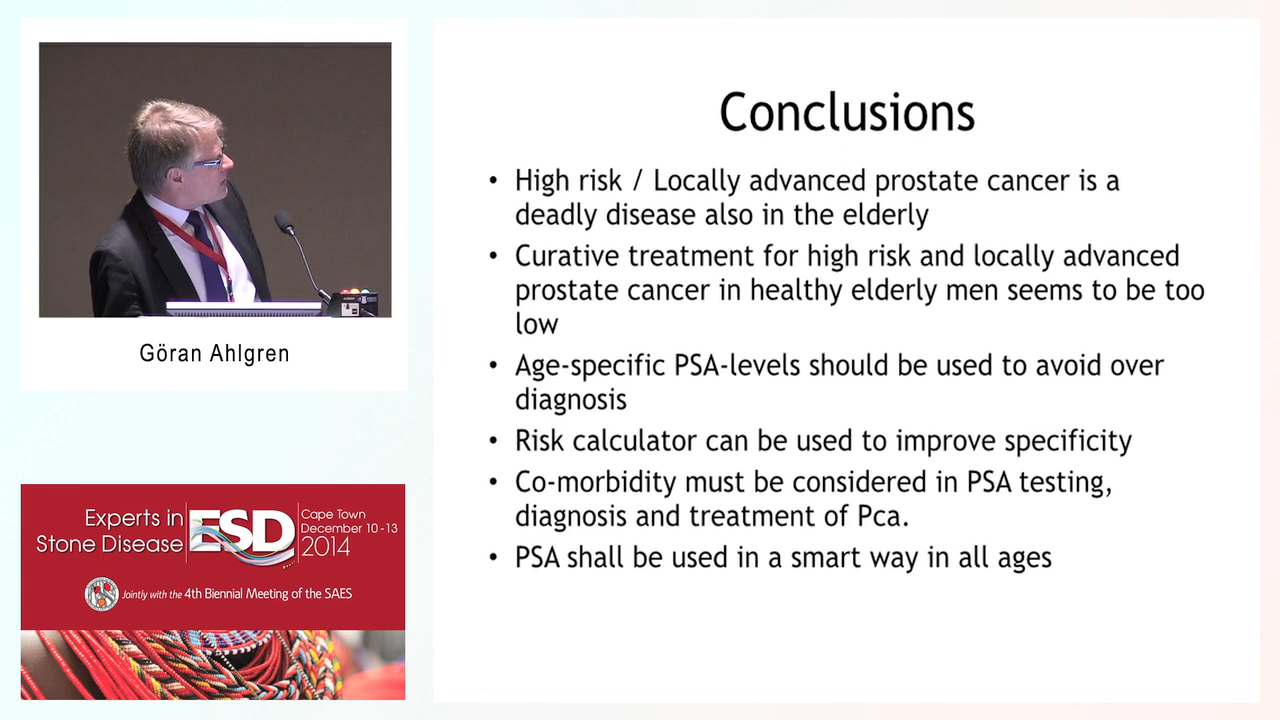 Göran Ahlgren
Experts in
Stone Disease
ESD
Cape Town
December 10-13
2014
Jointly with the 4th Biennial Meeting of the SAES
Conclusions
• High risk / Locally advanced prostate cancer is a
deadly disease also in the elderly
• Curative treatment for high risk and locally advanced
prostate cancer in healthy elderly men seems to be too
low
• Age-specific PSA-levels should be used to avoid over
diagnosis
• Risk calculator can be used to improve specificity
• Co-morbidity must be considered in PSA testing,
diagnosis and treatment of Pca.
• PSA shall be used in a smart way in all ages